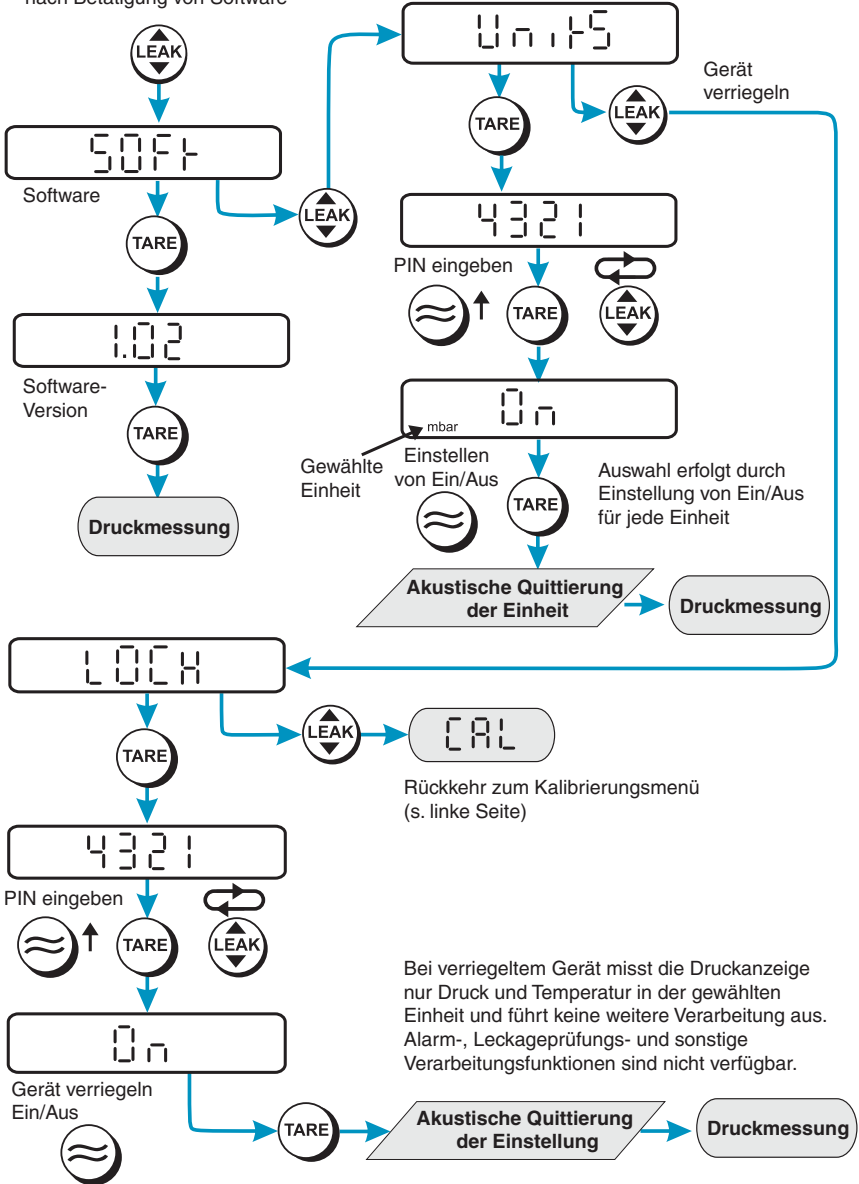 nach Betätigung von Software
LEAK
SOFt
Software
LEAK
TARE
1.02
Software-
Version
TARE
Druckmessung
UnitS
Gerät
verriegeln
TARE
LEAK
4321
PIN eingeben
TARE
LEAK
On
mbar
Gewählte
Einheit
Einstellen
von Ein/Aus
TARE
Auswahl erfolgt durch
Einstellung von Ein/Aus
für jede Einheit
Akustische Quittierung
der Einheit
Druckmessung
LOCH
TARE
LEAK
CAL
Rückkehr zum Kalibrierungsmenü
(s. linke Seite)
4321
PIN eingeben
TARE
LEAK
Bei verriegeltem Gerät misst die Druckanzeige
nur Druck und Temperatur in der gewählten
Einheit und führt keine weitere Verarbeitung aus.
Alarm-, Leckageprüfungs- und sonstige
Verarbeitungsfunktionen sind nicht verfügbar.
On
Gerät verriegeln
Ein/Aus
TARE
Akustische Quittierung
der Einstellung
Druckmessung